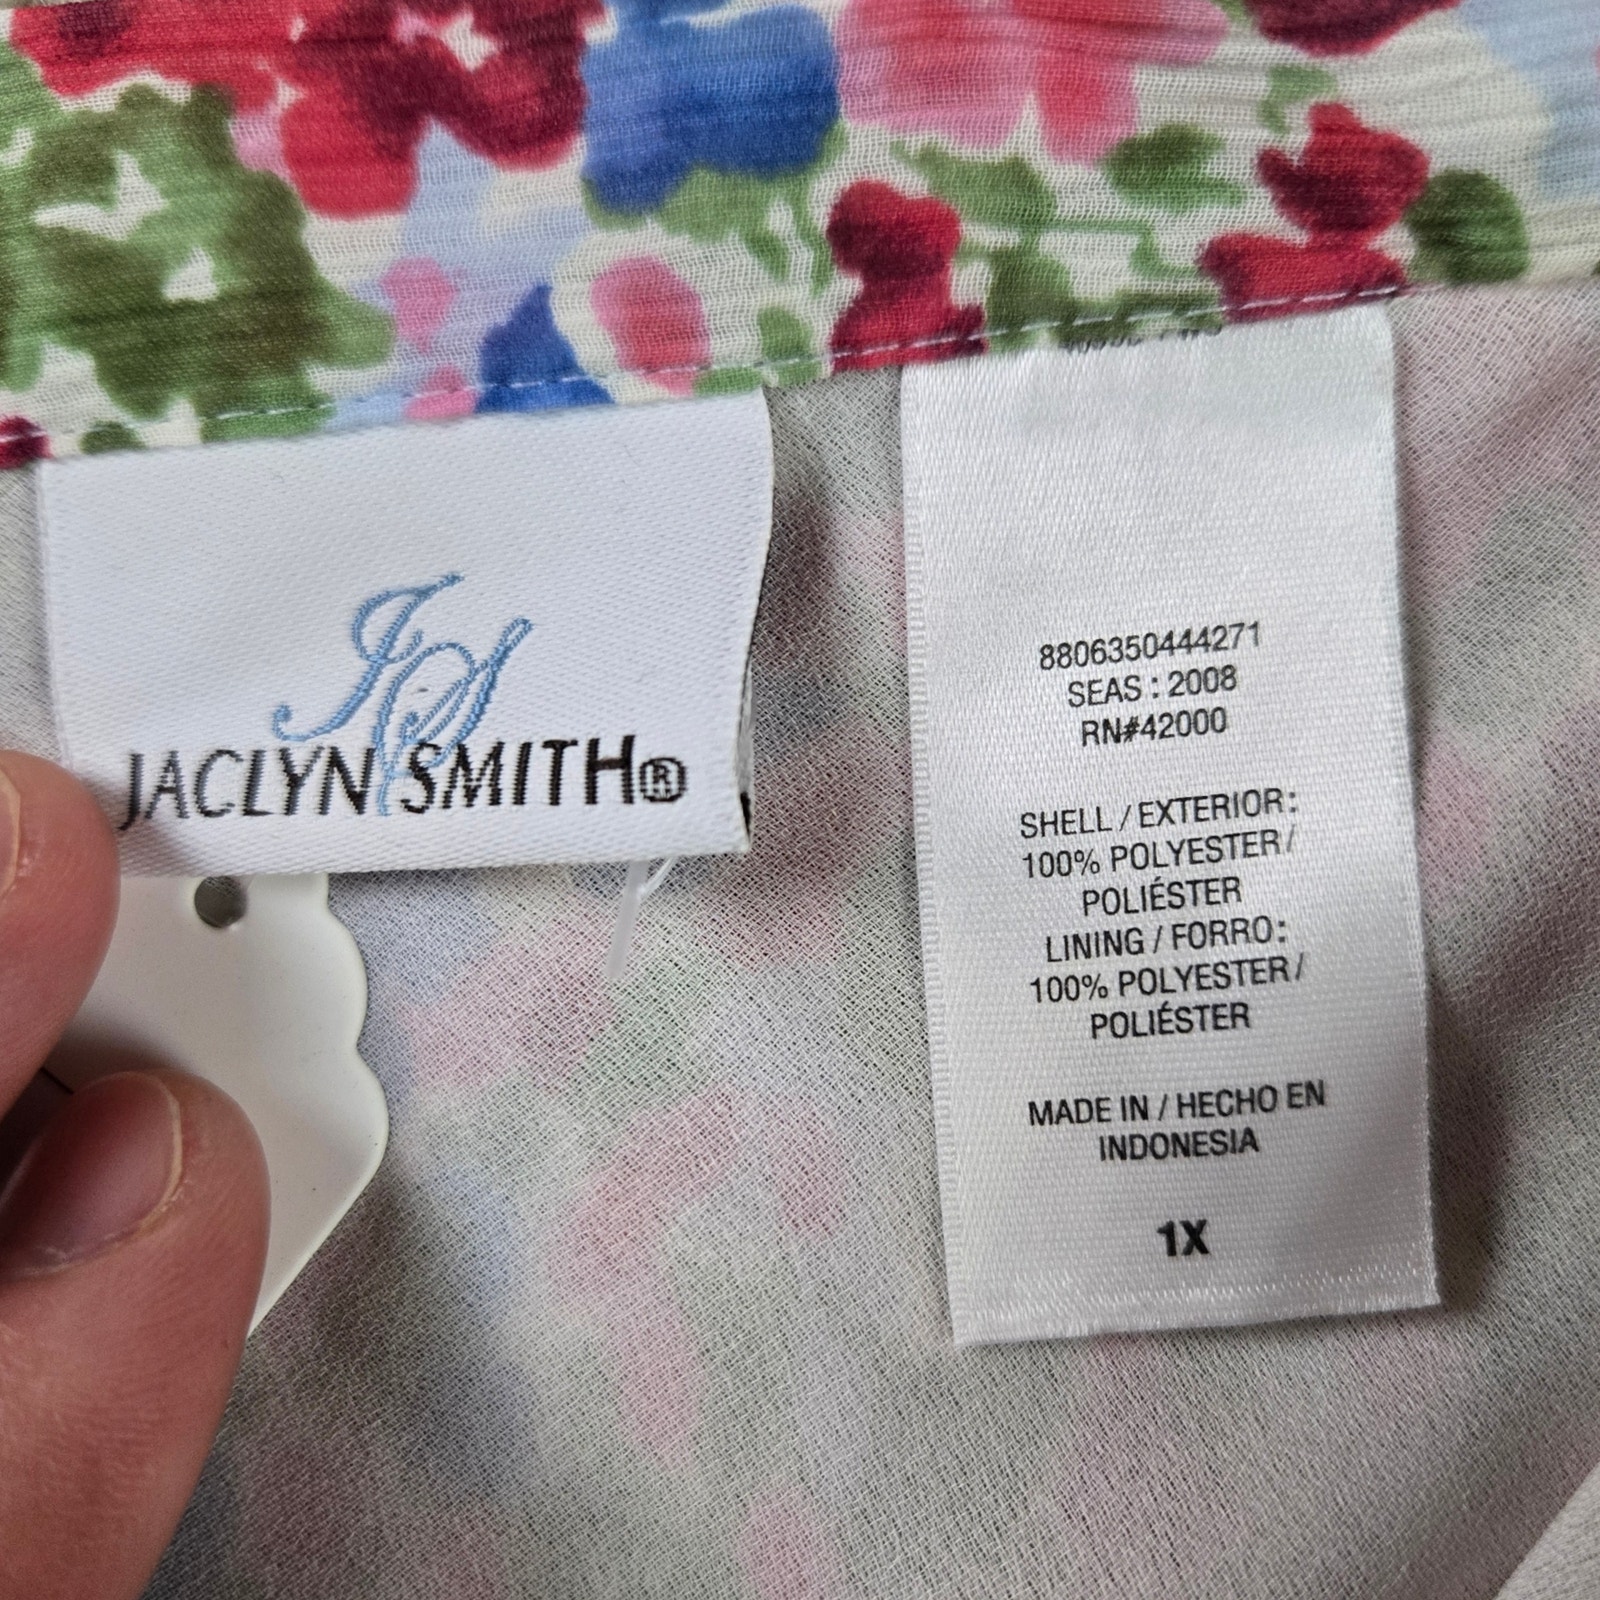 JS
JACLYN SMITH®
8806350444271
SEAS : 2008
RN#42000
SHELL / EXTERIOR:
100% POLYESTER /
POLIÉSTER
LINING / FORRO:
100% POLYESTER /
POLIÉSTER
MADE IN / HECHO EN
INDONESIA
1X